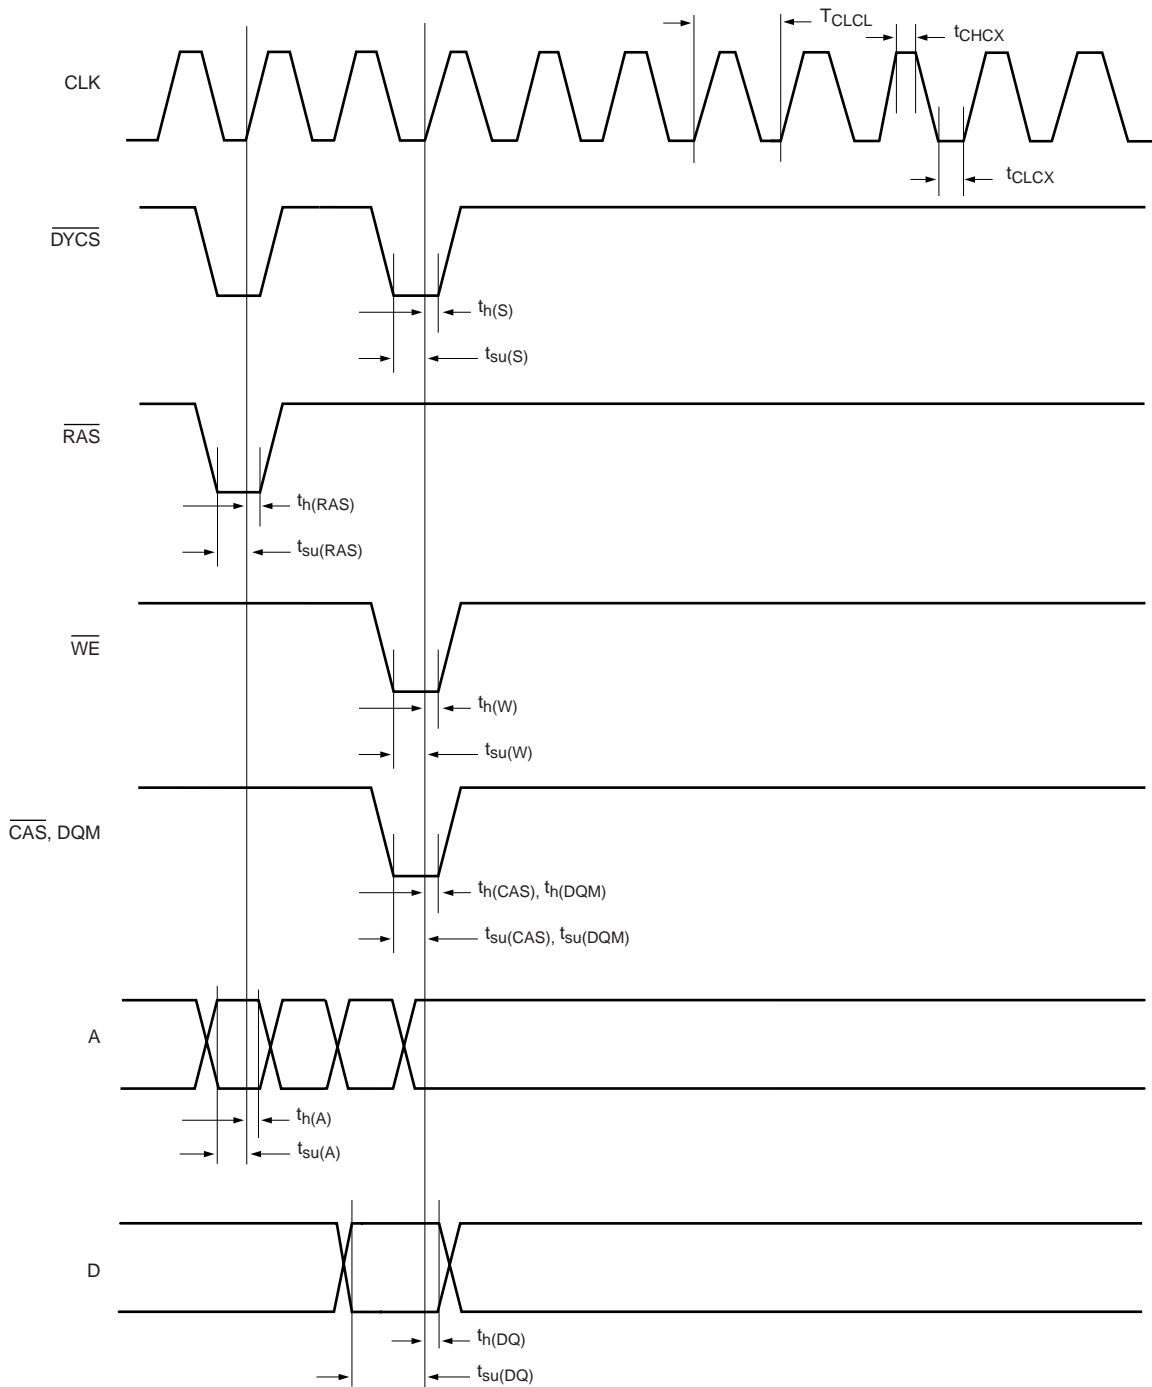 T_CLCL
t_CHCX
CLK
t_CLCX
DYCS
t_h(S)
t_su(S)
RAS
t_h(RAS)
t_su(RAS)
WE
t_h(W)
t_su(W)
CAS, DQM
t_h(CAS), t_h(DQM)
t_su(CAS), t_su(DQM)
A
t_h(A)
t_su(A)
D
t_h(DQ)
t_su(DQ)